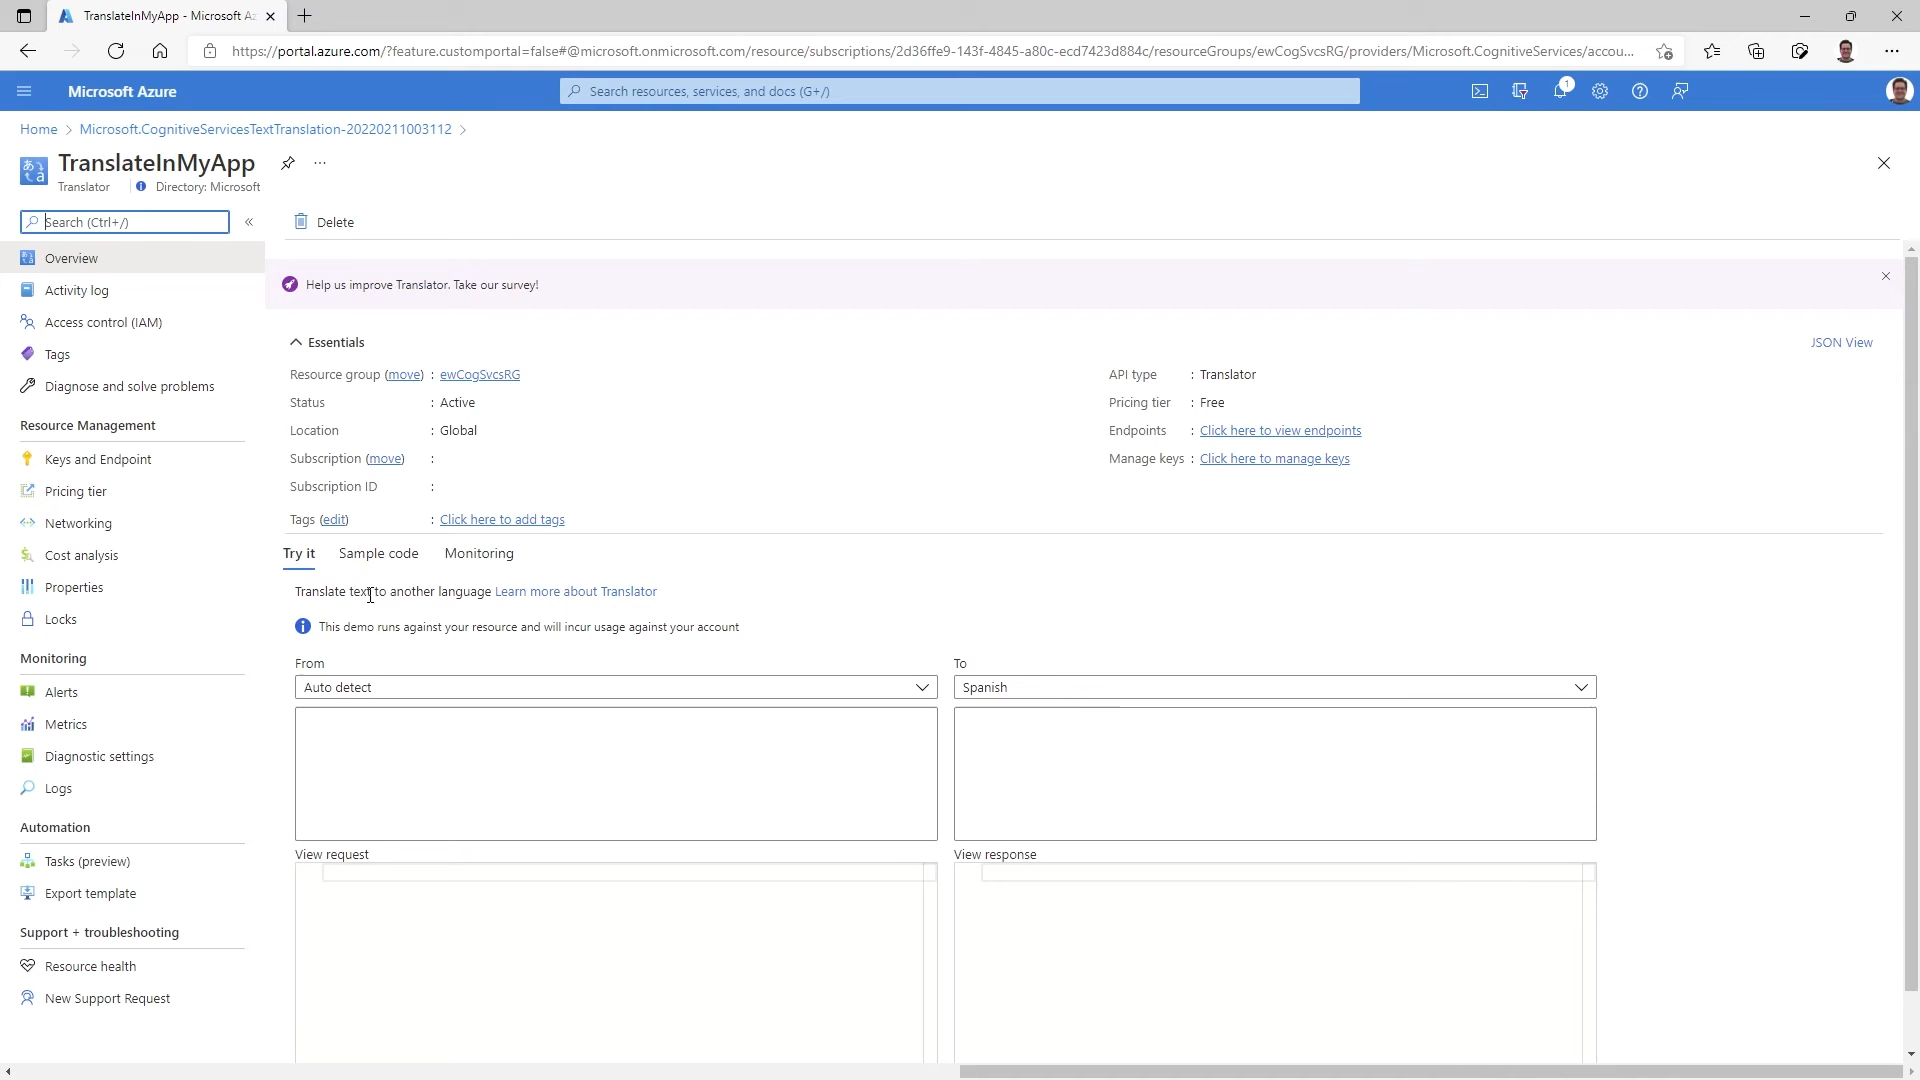 TranslateInMyApp - Microsoft Az
https://portal.azure.com/?feature.customportal=false#@microsoft.onmicrosoft.com/resource/subscriptions/2d36ffe9-143f-4845-a80c-ecd7423d884c/resourceGroups/ewCogSvcsRG/providers/Microsoft.CognitiveServices/accou...
Microsoft Azure
Search resources, services, and docs (G+/)
1
Home > Microsoft.CognitiveServicesTextTranslation-20220211003112 >
TranslateInMyApp
Translator
Directory: Microsoft
Search (Ctrl+/)
«
Delete
Overview
Activity log
Access control (IAM)
Tags
Diagnose and solve problems
Resource Management
Keys and Endpoint
Pricing tier
Networking
Cost analysis
Properties
Locks
Monitoring
Alerts
Metrics
Diagnostic settings
Logs
Automation
Tasks (preview)
Export template
Support + troubleshooting
Resource health
New Support Request
Help us improve Translator. Take our survey!
Essentials
JSON View
Resource group (move) : ewCogSvcsRG
Status : Active
Location : Global
Subscription (move) :
Subscription ID :
Tags (edit) : Click here to add tags
API type : Translator
Pricing tier : Free
Endpoints : Click here to view endpoints
Manage keys : Click here to manage keys
Try it Sample code Monitoring
Translate text to another language Learn more about Translator
This demo runs against your resource and will incur usage against your account
From
Auto detect
To
Spanish
View request
View response